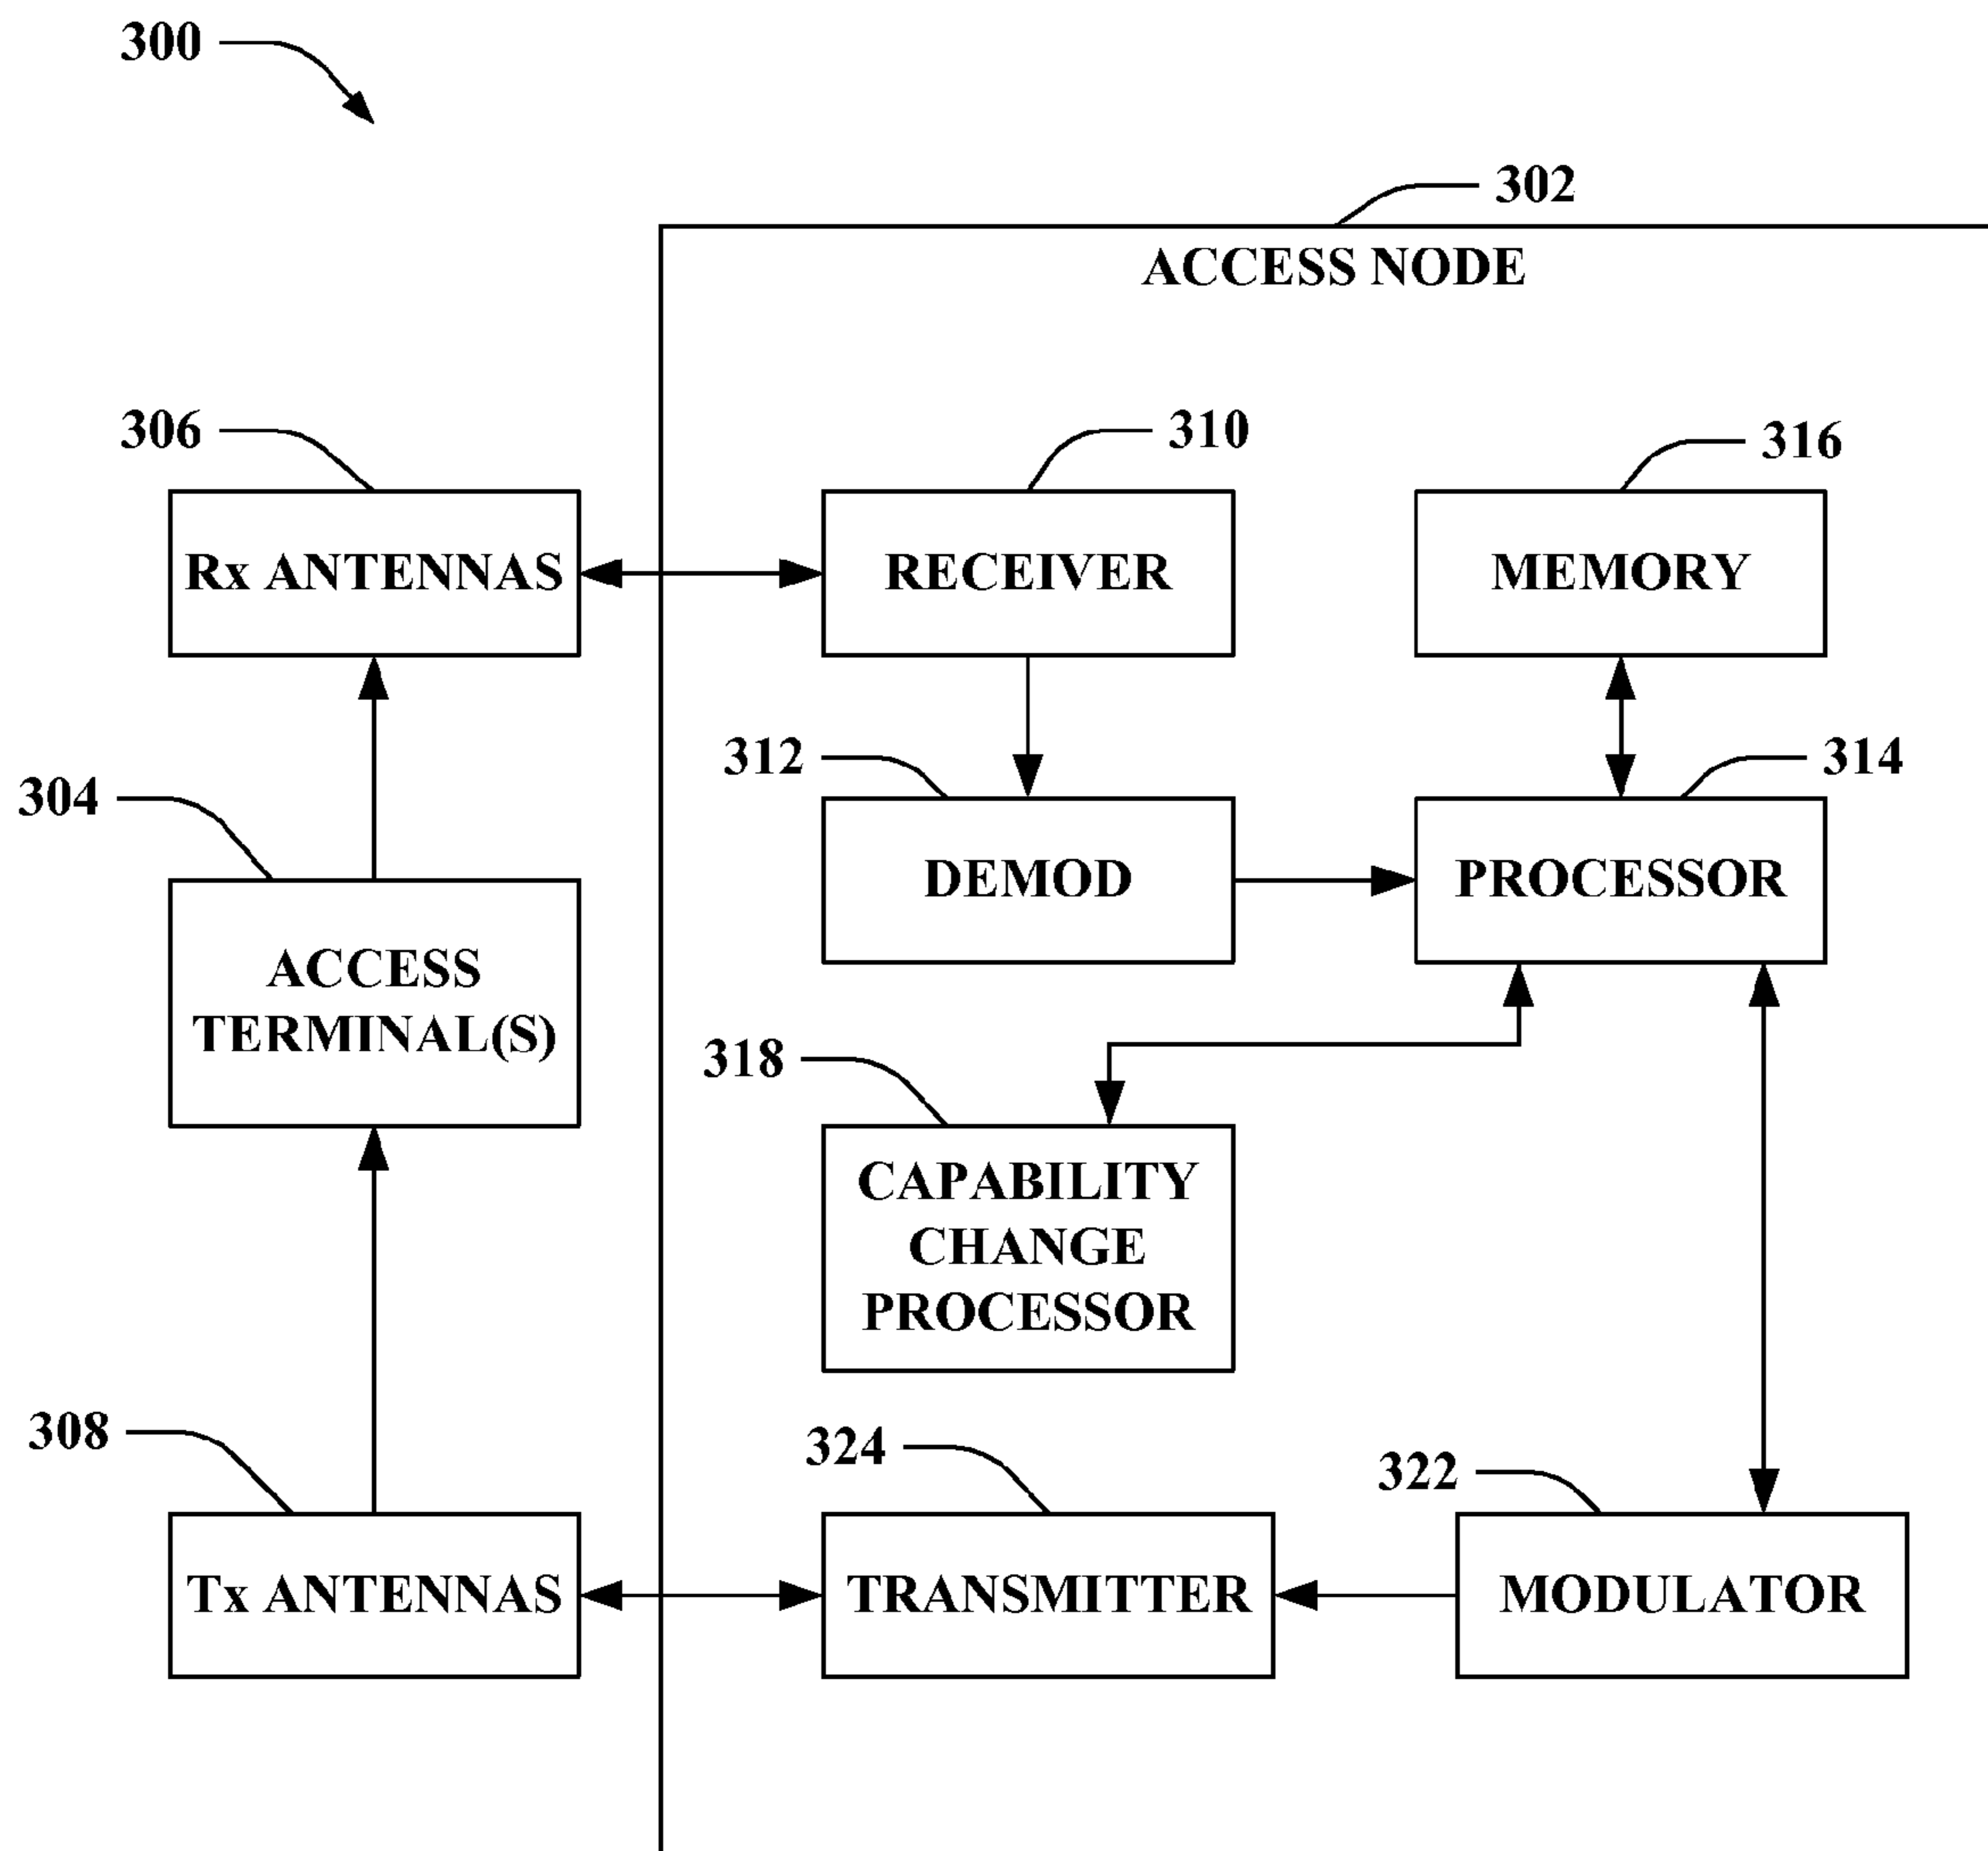 300
302
ACCESS NODE
306
310
316
Rx ANTENNAS
RECEIVER
MEMORY
312
314
304
DEMOD
PROCESSOR
ACCESS
TERMINAL(S)
318
CAPABILITY
CHANGE
PROCESSOR
308
324
322
Tx ANTENNAS
TRANSMITTER
MODULATOR